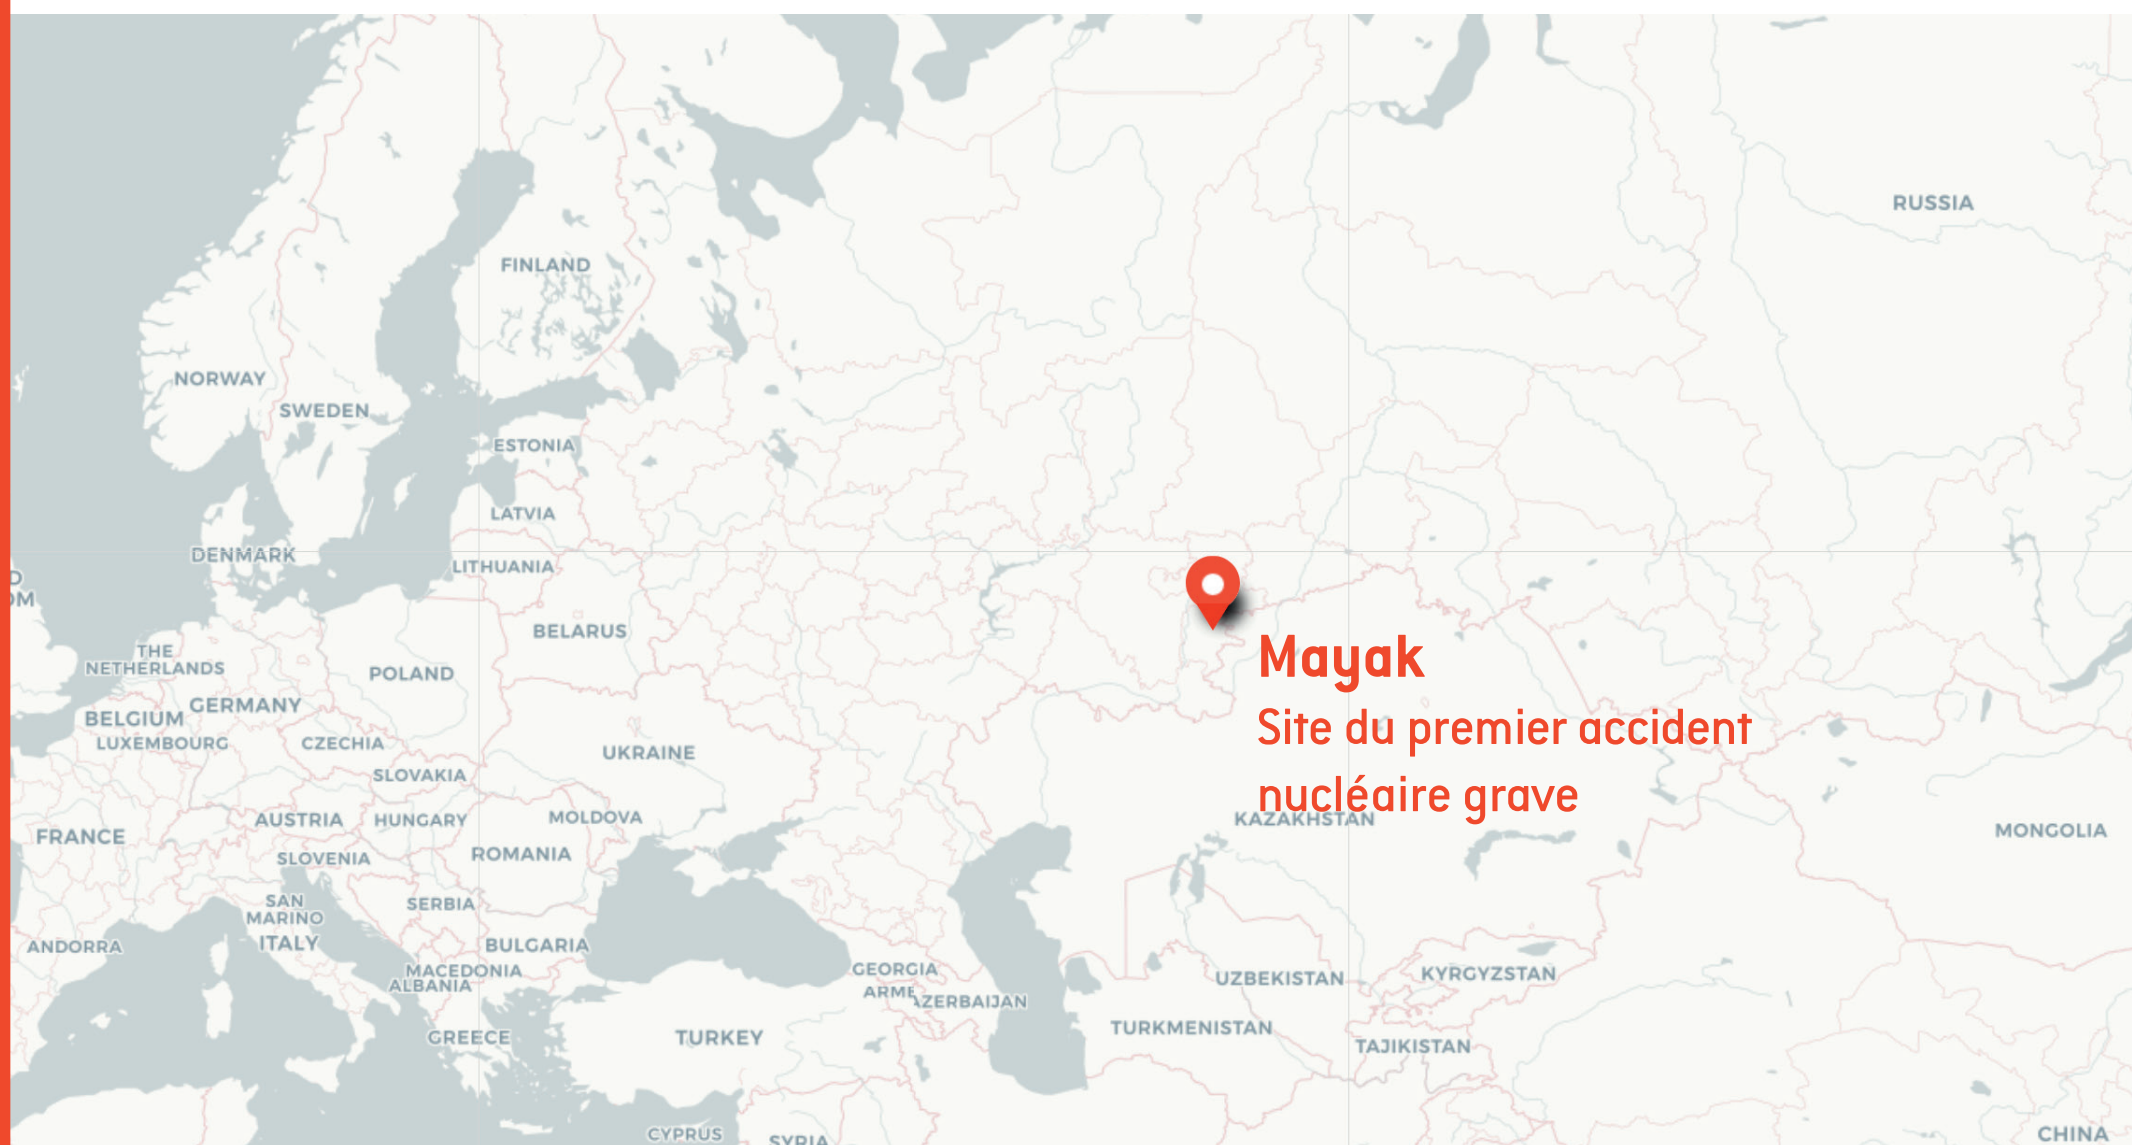 RUSSIA
FINLAND
NORWAY
SWEDEN
ESTONIA
LATVIA
DENMARK
LITHUANIA
OM
BELARUS
THE
NETHERLANDS
POLAND
GERMANY
BELGIUM
LUXEMBOURG
CZECHIA
UKRAINE
SLOVAKIA
Mayak
Site du premier accident
nucléaire grave
KAZAKHSTAN
AUSTRIA
HUNGARY
MOLDOVA
FRANCE
MONGOLIA
SLOVENIA
ROMANIA
SAN
MARINO
SERBIA
ITALY
ANDORRA
BULGARIA
MACEDONIA
ALBANIA
GEORGIA
ARME
AZERBAIJAN
UZBEKISTAN
KYRGYZSTAN
GREECE
TURKEY
TURKMENISTAN
TAJIKISTAN
CYPRUS
SYRIA
CHINA